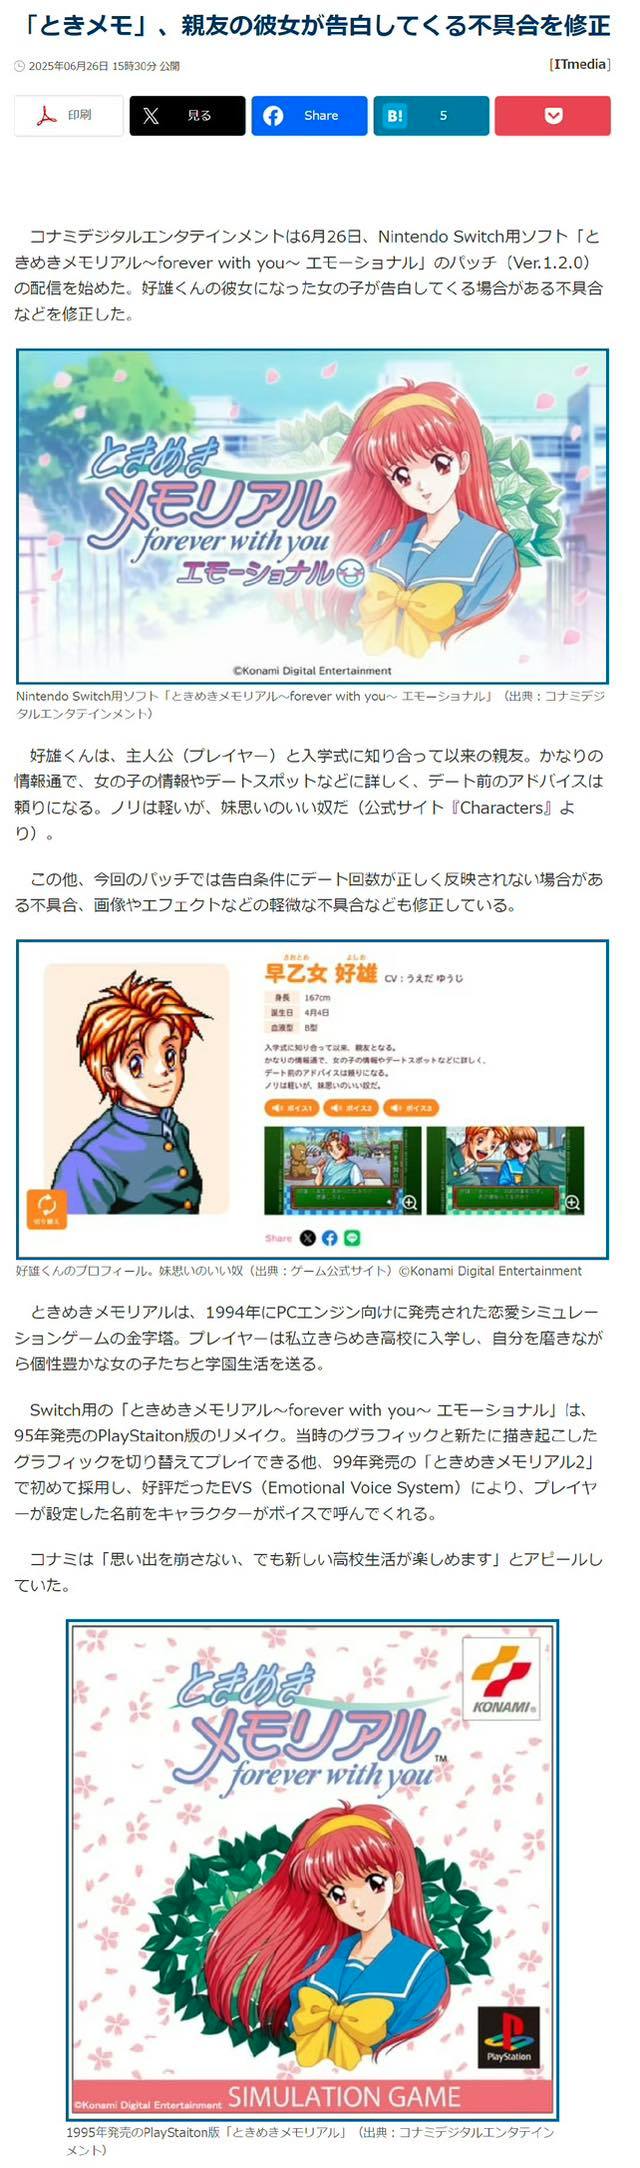 「ときメモ」、親友の彼女が告白してくる不具合を修正
2025年06月26日 15時30分 公開
[ITmedia]
印刷
見る
Share
B!
5
コナミデジタルエンタテインメントは6月26日、Nintendo Switch用ソフト「と
きめきメモリアル～forever with you～ エモーショナル」のパッチ（Ver.1.2.0）
の配信を始めた。好雄くんの彼女になった女の子が告白してくる場合がある不具合
などを修正した。
ときめき
メモリアル
forever with you
エモーショナル
©Konami Digital Entertainment
Nintendo Switch用ソフト「ときめきメモリアル～forever with you～ エモーショナル」（出典：コナミデジ
タルエンタテインメント）
好雄くんは、主人公（プレイヤー）と入学式に知り合って以来の親友。かなりの
情報通で、女の子の情報やデートスポットなどに詳しく、デート前のアドバイスは
頼りになる。ノリは軽いが、妹思いのいい奴だ（公式サイト『Characters』よ
り）。
この他、今回のパッチでは告白条件にデート回数が正しく反映されない場合があ
る不具合、画像やエフェクトなどの軽微な不具合なども修正している。
さおとめ よしお
早乙女 好雄 CV：うえだ ゆうじ
身長 167cm
誕生日 4月4日
血液型 B型
入学式に知り合って以来、親友となる。
かなりの情報通で、女の子の情報やデートスポットなどに詳しく、
デート前のアドバイスは頼りになる。
ノリは軽いが、妹思いのいい奴だ。
ボイス1
ボイス2
ボイス3
切り替え
Share
好雄くんのプロフィール。妹思いのいい奴（出典：ゲーム公式サイト）©Konami Digital Entertainment
ときめきメモリアルは、1994年にPCエンジン向けに発売された恋愛シミュレー
ションゲームの金字塔。プレイヤーは私立きらめき高校に入学し、自分を磨きなが
ら個性豊かな女の子たちと学園生活を送る。
Switch用の「ときめきメモリアル～forever with you～ エモーショナル」は、
95年発売のPlayStaiton版のリメイク。当時のグラフィックと新たに描き起こした
グラフィックを切り替えてプレイできる他、99年発売の「ときめきメモリアル2」
で初めて採用し、好評だったEVS（Emotional Voice System）により、プレイヤ
ーが設定した名前をキャラクターがボイスで呼んでくれる。
コナミは「思い出を崩さない、でも新しい高校生活が楽しめます」とアピールし
ていた。
KONAMI®
ときめき
メモリアル™
forever with you
PlayStation
©Konami Digital Entertainment SIMULATION GAME
1995年発売のPlayStaiton版「ときめきメモリアル」（出典：コナミデジタルエンタテイン
メント）